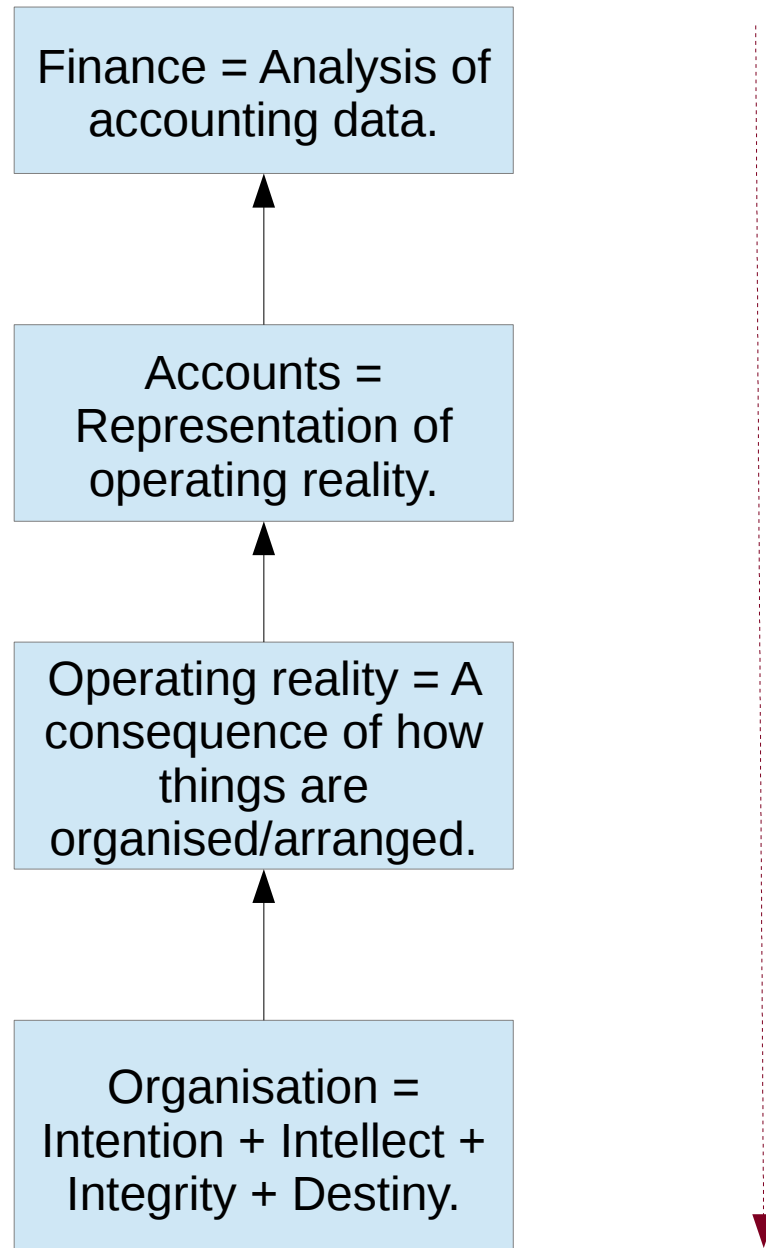 Finance = Analysis of
accounting data.
Accounts =
Representation of
operating reality.
Operating reality = A
consequence of how
things are
organised/arranged.
Organisation =
Intention + Intellect +
Integrity + Destiny.